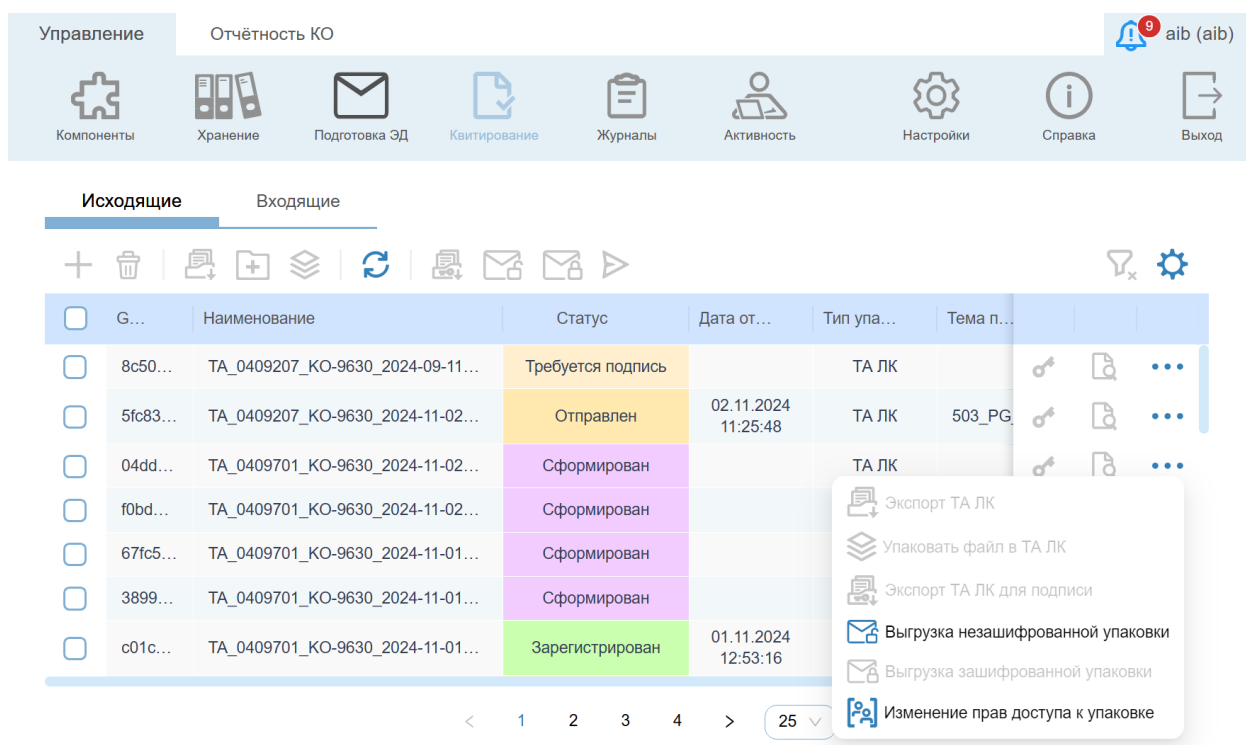 Управление
Отчётность КО
9
aib (aib)
Компоненты
Хранение
Подготовка ЭД
Квитирование
Журналы
Активность
Настройки
Справка
Выход
Исходящие
Входящие
G... Наименование Статус Дата от... Тип упа... Тема п...
8c50... TA_0409207_KO-9630_2024-09-11... Требуется подпись ТА ЛК
5fc83... TA_0409207_KO-9630_2024-11-02... Отправлен 02.11.2024 11:25:48 ТА ЛК 503_PG_
04dd... TA_0409701_KO-9630_2024-11-02... Сформирован ТА ЛК
f0bd... TA_0409701_KO-9630_2024-11-02... Сформирован
67fc5... TA_0409701_KO-9630_2024-11-01... Сформирован
3899... TA_0409701_KO-9630_2024-11-01... Сформирован
c01c... TA_0409701_KO-9630_2024-11-01... Зарегистрирован 01.11.2024 12:53:16
Экспорт ТА ЛК
Упаковать файл в ТА ЛК
Экспорт ТА ЛК для подписи
Выгрузка незашифрованной упаковки
Выгрузка зашифрованной упаковки
Изменение прав доступа к упаковке
< 1 2 3 4 > 25